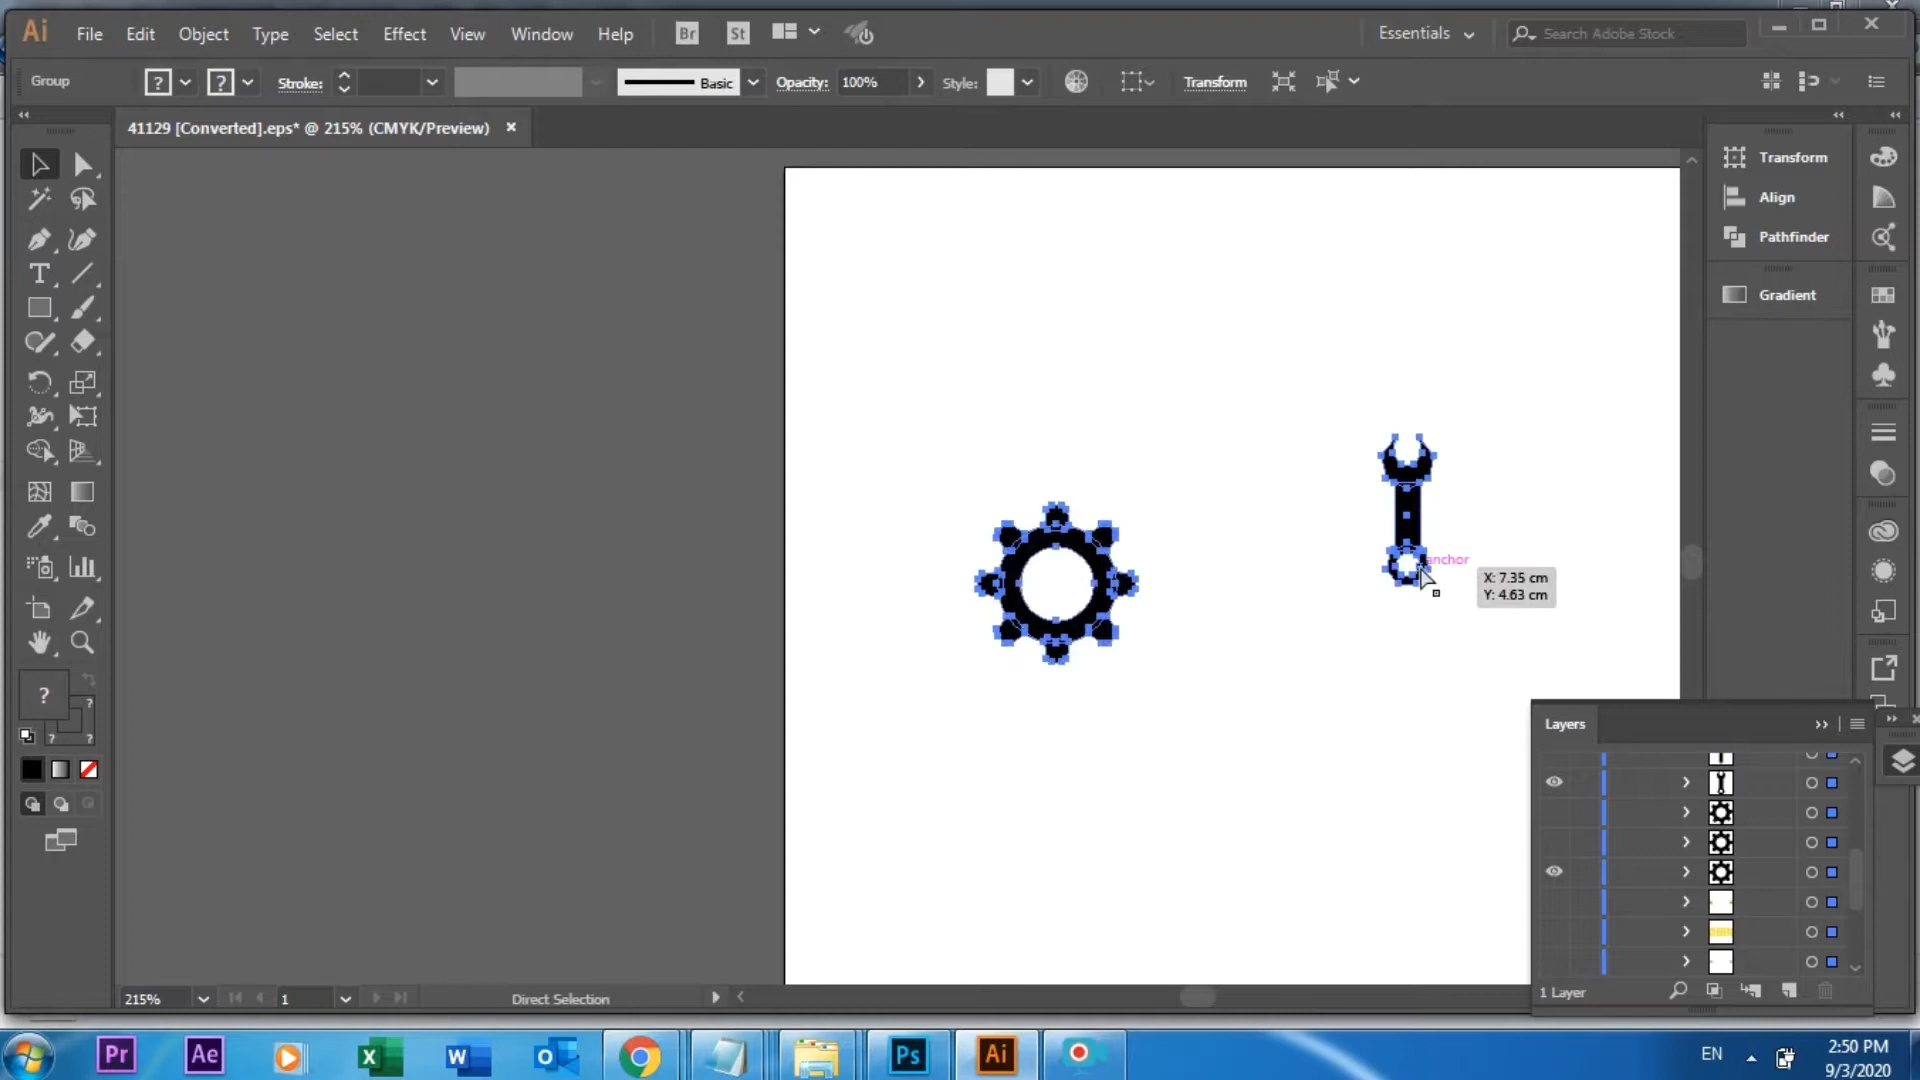 Ai File Edit Object Type Select Effect View Window Help Br St Essentials Search Adobe Stock
Group ? ? Stroke: Basic Opacity: 100% Style: Transform
41129 [Converted].eps* @ 215% (CMYK/Preview) ×
Transform
Align
Pathfinder
Gradient
anchor
X: 7.35 cm
Y: 4.63 cm
T
?
?
?
?
Layers
1 Layer
215% 1 Direct Selection
Pr Ae X W O Ps Ai EN 2:50 PM
9/3/2020